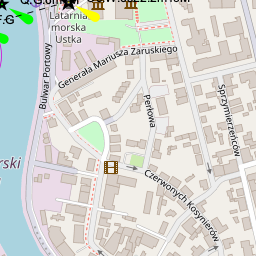 Latarnia
morska
Ustka
Generała Mariusza Zaruskiego
Bulwar Portowy
Perłowa
Sprzymierzeńców
Czerwonych Kosynierów